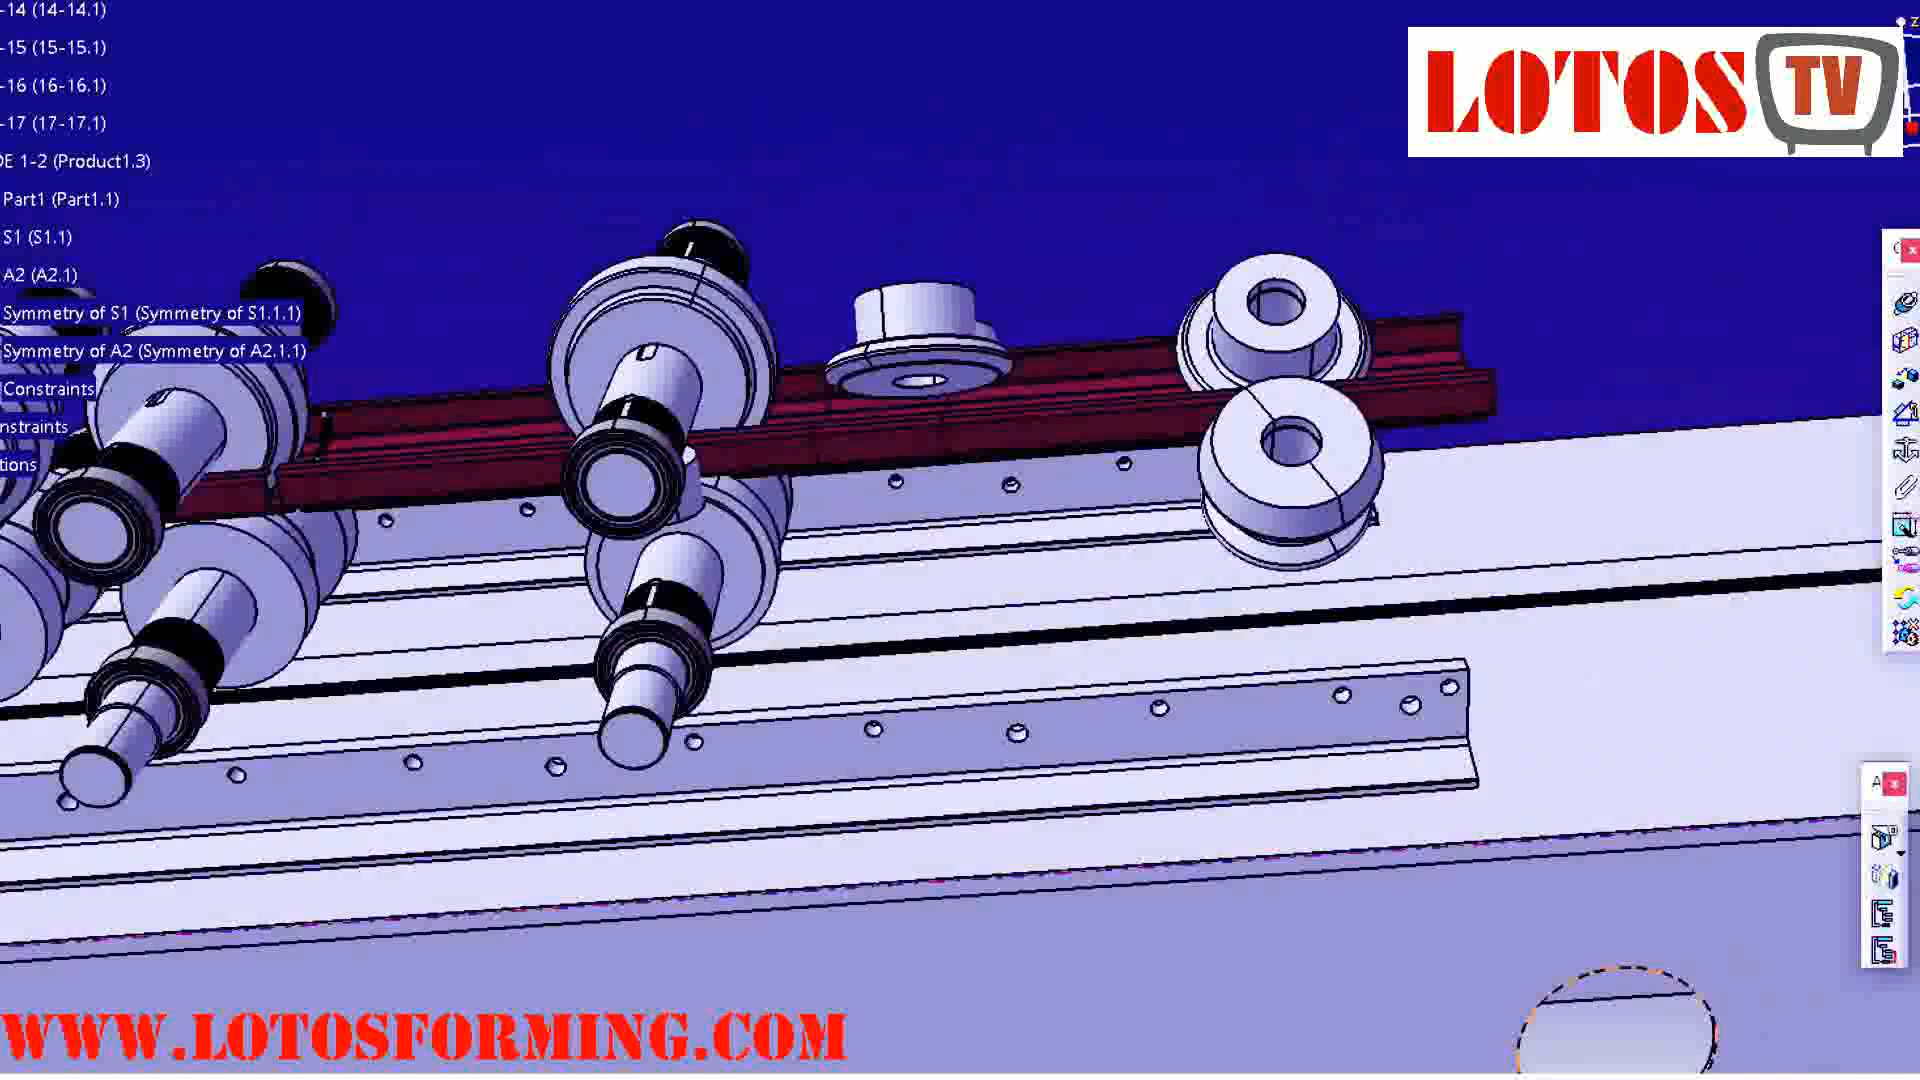 -14 (14-14.1)
-15 (15-15.1)
-16 (16-16.1)
-17 (17-17.1)
DE 1-2 (Product1.3)
Part1 (Part1.1)
S1 (S1.1)
A2 (A2.1)
Symmetry of S1 (Symmetry of S1.1.1)
Symmetry of A2 (Symmetry of A2.1.1)
Constraints
nstraints
tions
LOTOS TV
Z
A
WWW.LOTOSFORMING.COM